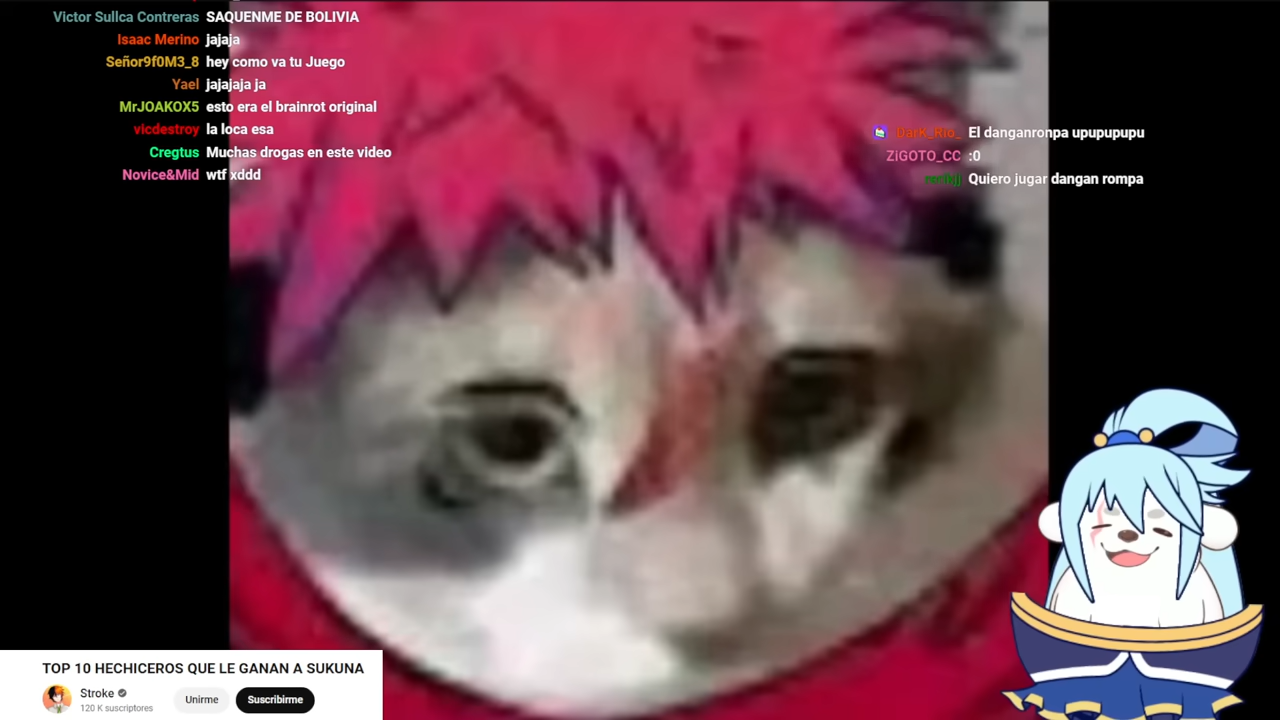 Victor Sullca Contreras SAQUENME DE BOLIVIA
Isaac Merino jajaja
Señor9f0M3_8 hey como va tu Juego
Yael jajajaja ja
MrJOAKOX5 esto era el brainrot original
vicdestroy la loca esa
Cregtus Muchas drogas en este video
Novice&Mid wtf xddd
DarK_Rio_ El danganronpa upupupupu
ZiGOTO_CC :0
Quiero jugar dangan rompa
TOP 10 HECHICEROS QUE LE GANAN A SUKUNA
Stroke
120 K suscriptores
Unirme
Suscribirme